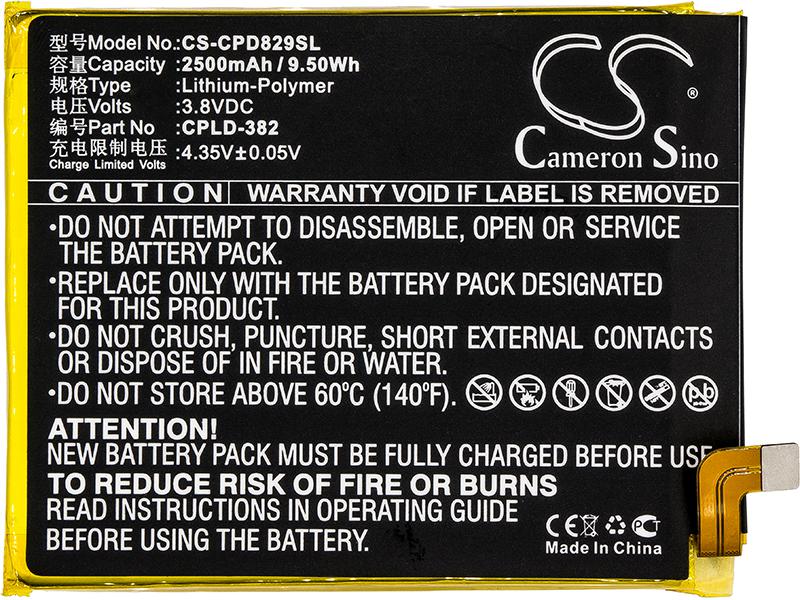 型号Model No: CS-CPD829SL
容量Capacity: 2500mAh / 9.50Wh
规格Type : Lithium-Polymer
电压Volts : 3.8VDC
编号Part No : CPLD-382
充电限制电压
Charge Limited Volts : 4.35V±0.05V
CS
®
Cameron Sino
CAUTION WARRANTY VOID IF LABEL IS REMOVED
•DO NOT ATTEMPT TO DISASSEMBLE, OPEN OR SERVICE
THE BATTERY PACK.
•REPLACE ONLY WITH THE BATTERY PACK DESIGNATED
FOR THIS PRODUCT.
•DO NOT CRUSH, PUNCTURE, SHORT EXTERNAL CONTACTS
OR DISPOSE OF IN FIRE OR WATER.
•DO NOT STORE ABOVE 60ºC (140ºF).
Pb
ATTENTION!
NEW BATTERY PACK MUST BE FULLY CHARGED BEFORE USE.
TO REDUCE RISK OF FIRE OR BURNS
READ INSTRUCTIONS IN OPERATING GUIDE
BEFORE USE.
CE PCT
Made In China